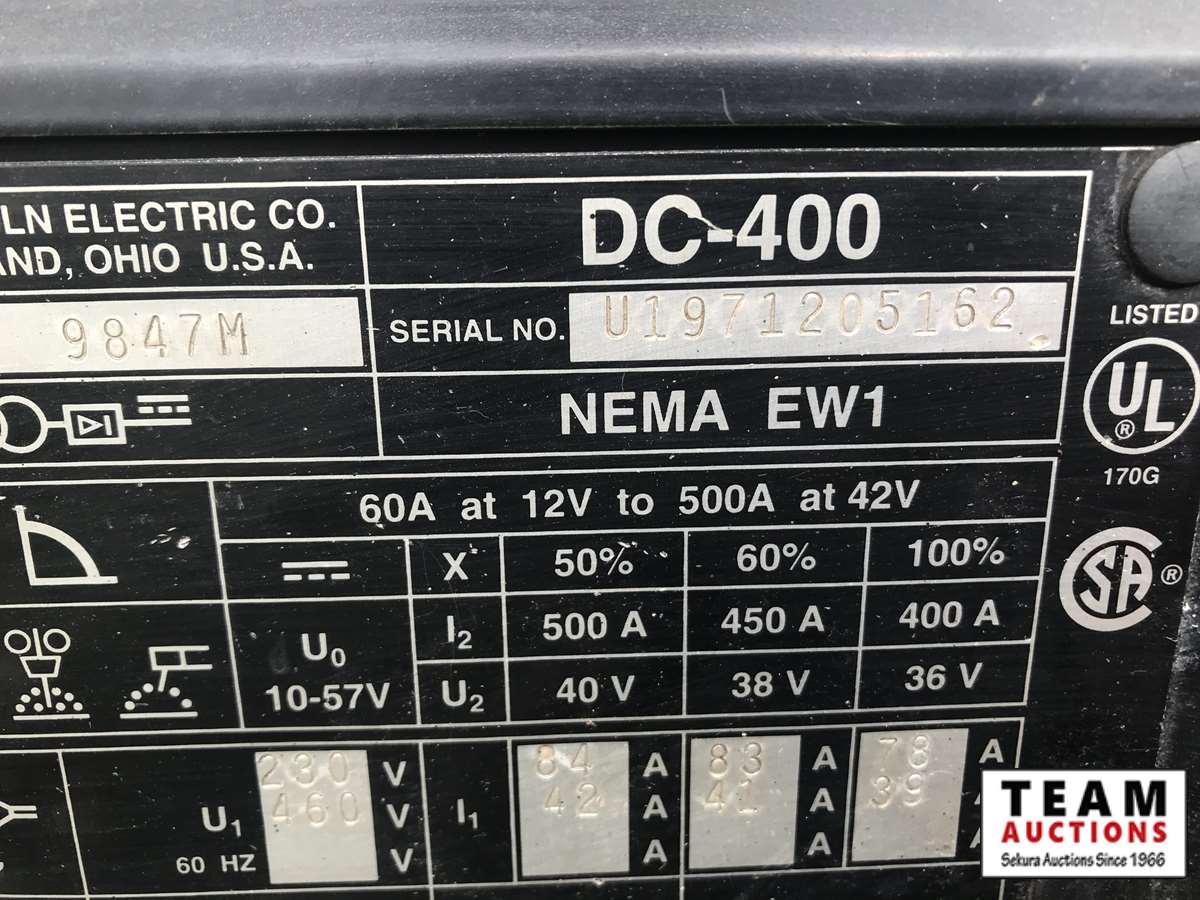 LN ELECTRIC CO.
AND, OHIO U.S.A.
DC-400
9847M
SERIAL NO. U1971205162
NEMA EW1
LISTED
UL ®
170G
60A at 12V to 500A at 42V
X 50% 60% 100%
I2 500 A 450 A 400 A
U0
10-57V
U2 40 V 38 V 36 V
SA ®
230 V 84 A 83 A 78 A
U1 460 V I1 42 A 41 A 39
60 HZ V A A A
TEAM
AUCTIONS
Sekura Auctions Since 1966